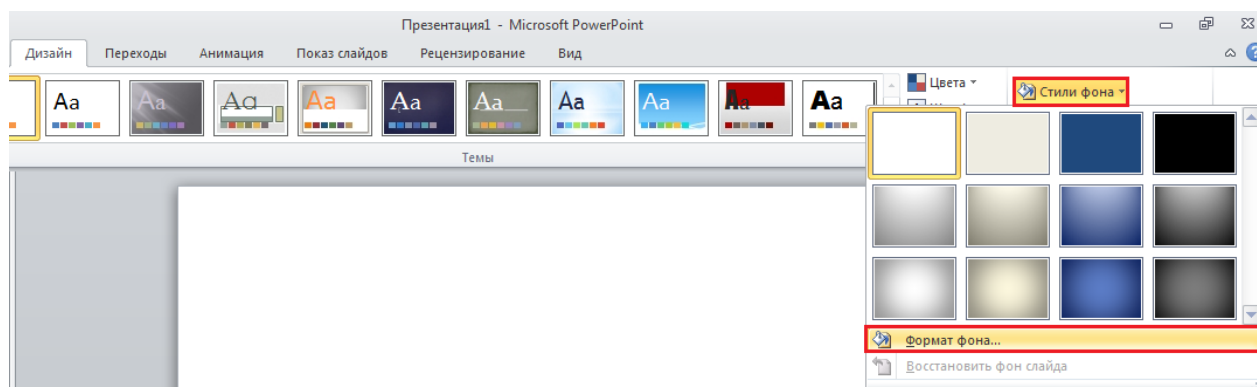 Презентация1 - Microsoft PowerPoint
Дизайн Переходы Анимация Показ слайдов Рецензирование Вид
Aa Aa Aa Aa Aa Aa Aa Aa Aa Aa
Цвета
Стили фона
Темы
Формат фона...
Восстановить фон слайда